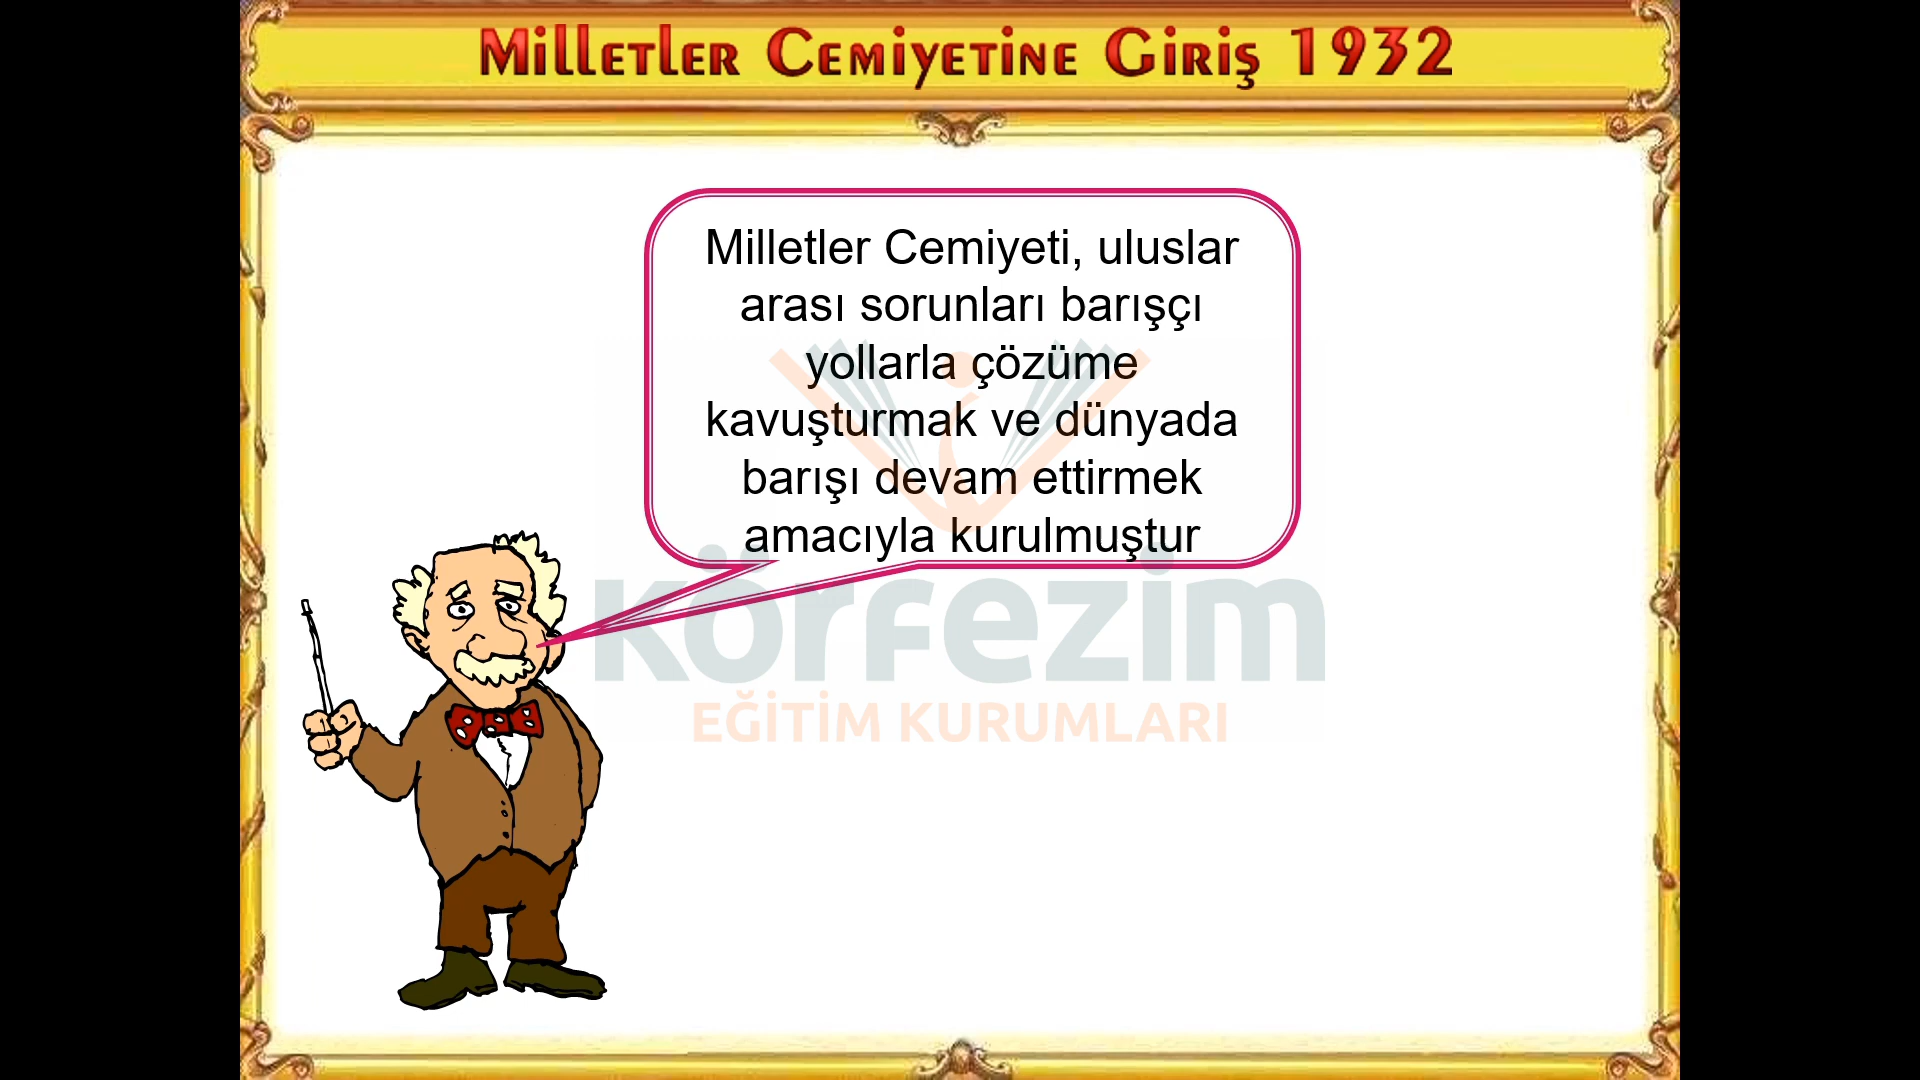 Milletler Cemiyetine Giriş 1932
Milletler Cemiyeti, uluslar
arası sorunları barışçı
yollarla çözüme
kavuşturmak ve dünyada
barışı devam ettirmek
amacıyla kurulmuştur
körfezim
EĞİTİM KURUMLARI